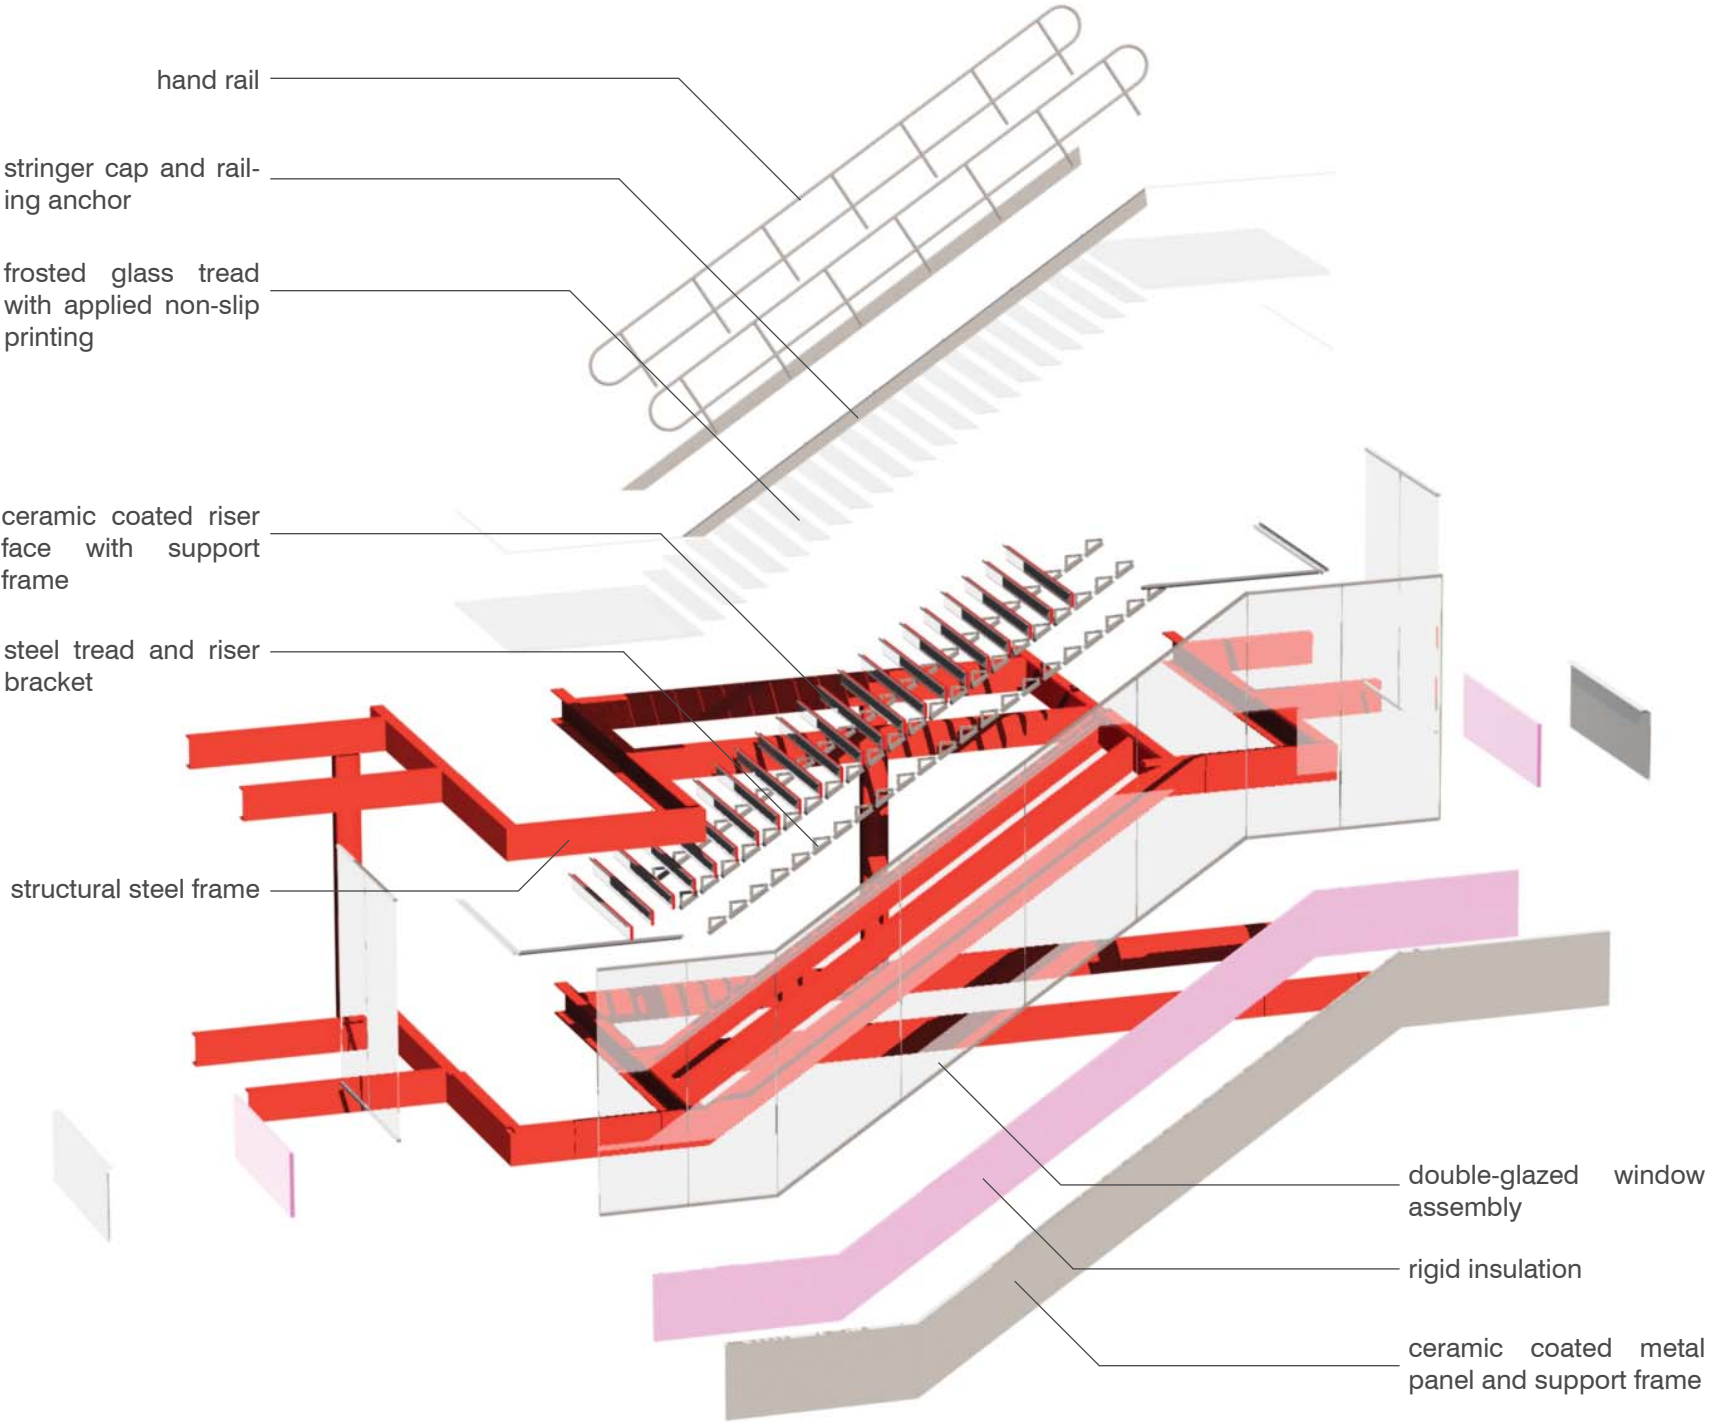 hand rail
stringer cap and rail-
ing anchor
frosted glass tread
with applied non-slip
printing
ceramic coated riser
face with support
frame
steel tread and riser
bracket
structural steel frame
double-glazed window
assembly
rigid insulation
ceramic coated metal
panel and support frame